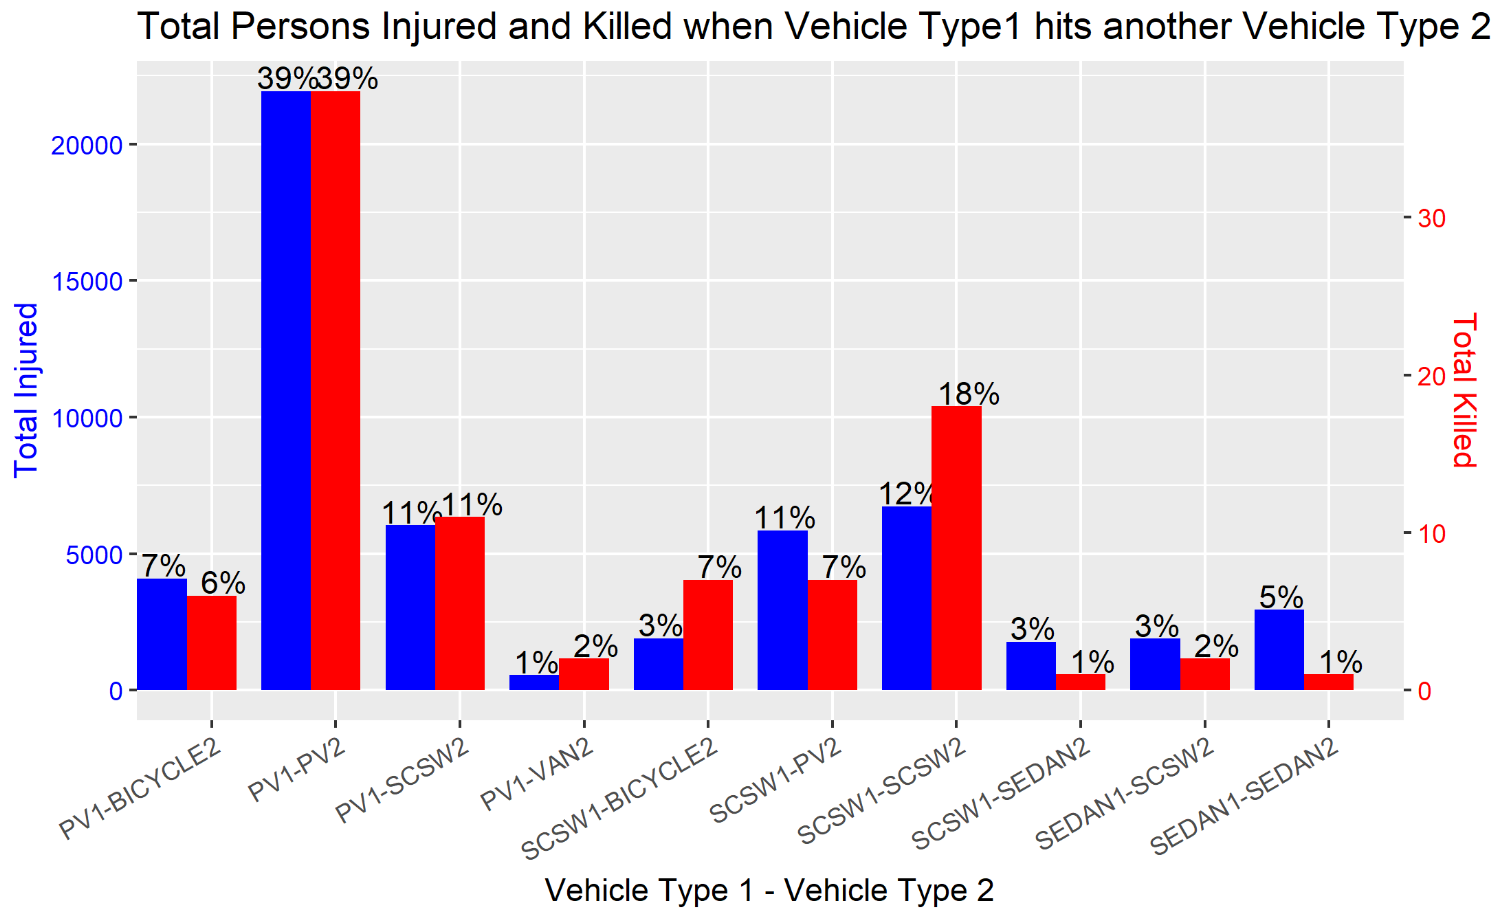 Total Persons Injured and Killed when Vehicle Type1 hits another Vehicle Type 2
39% 39%
20000
30
15000
Total Injured
Total Killed
20
18%
10000
12%
11% 11% 11%
10
5000
7% 6% 3% 7% 7%
5%
1% 2% 3% 1% 3% 2% 1%
0
0
PV1-BICYCLE2
PV1-PV2
PV1-SCSW2
PV1-VAN2
SCSW1-BICYCLE2
SCSW1-PV2
SCSW1-SCSW2
SCSW1-SEDAN2
SEDAN1-SCSW2
SEDAN1-SEDAN2
Vehicle Type 1 - Vehicle Type 2